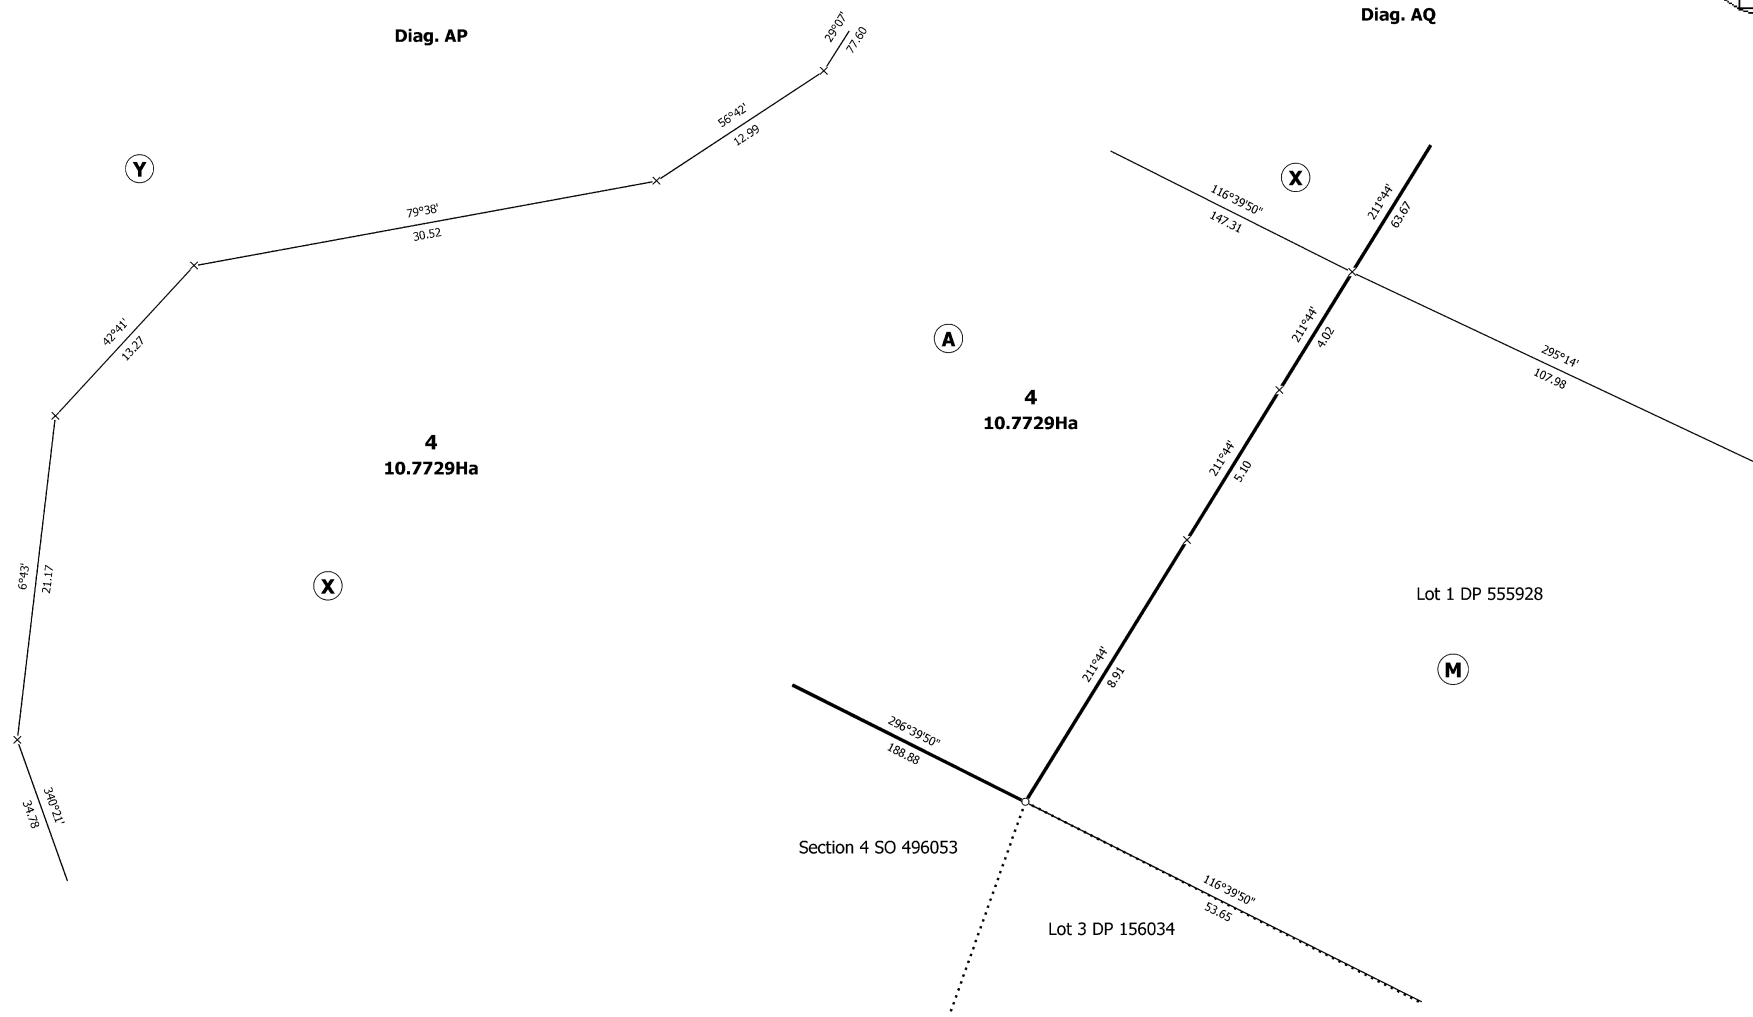 Diag. AP
29°07'
77.60
56°42'
12.99
Y
79°38'
30.52
42°41'
13.27
4
10.7729Ha
6°43'
21.17
X
340°21'
34.78
Diag. AQ
X
116°39'50"
147.31
211°44'
63.67
A
211°44'
4.02
295°14'
107.98
4
10.7729Ha
211°44'
5.10
Lot 1 DP 555928
M
211°44'
8.91
296°39'50"
188.88
Section 4 SO 496053
116°39'50"
53.65
Lot 3 DP 156034